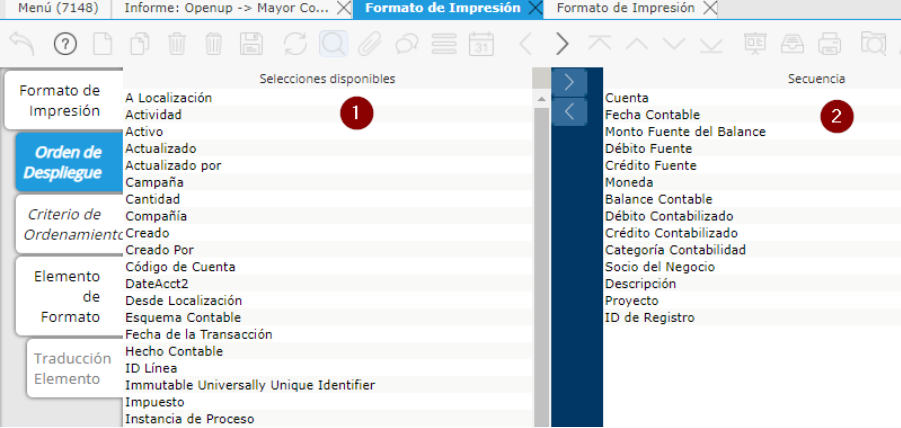 Menú (7148)
Informe: Openup -> Mayor Co...
Formato de Impresión
Formato de Impresión
31
Formato de
Impresión
Orden de
Despliegue
Criterio de
Ordenamiento
Elemento
de
Formato
Traducción
Elemento
Selecciones disponibles
1
A Localización
Actividad
Activo
Actualizado
Actualizado por
Campaña
Cantidad
Compañía
Creado
Creado Por
Código de Cuenta
DateAcct2
Desde Localización
Esquema Contable
Fecha de la Transacción
Hecho Contable
ID Línea
Immutable Universally Unique Identifier
Impuesto
Instancia de Proceso
Secuencia
2
Cuenta
Fecha Contable
Monto Fuente del Balance
Débito Fuente
Crédito Fuente
Moneda
Balance Contable
Débito Contabilizado
Crédito Contabilizado
Categoría Contabilidad
Socio del Negocio
Descripción
Proyecto
ID de Registro